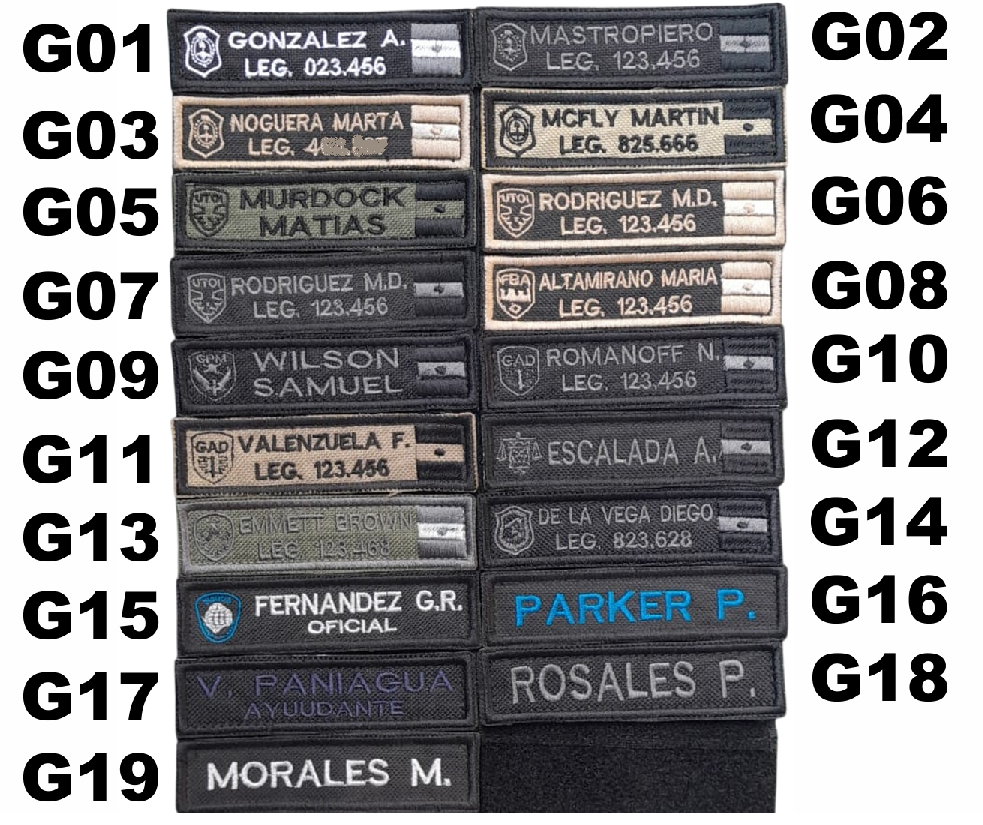 G01
GONZALEZ A.
LEG. 023.456
G02
MASTROPIERO
LEG. 123.456
G03
NOGUERA MARTA
LEG.
G04
MCFLY MARTIN
LEG. 825.666
G05
UTOI
MURDOCK
MATIAS
G06
UTOI
RODRIGUEZ M.D.
LEG. 123.456
G07
UTOI
RODRIGUEZ M.D.
LEG. 123.456
G08
FBA
ALTAMIRANO MARIA
LEG. 123.456
G09
GPM
WILSON
SAMUEL
G10
GAD
ROMANOFF N.
LEG. 123.456
G11
GAD
VALENZUELA F.
LEG. 123.456
G12
ESCALADA A.
G13
EMMETT BROWN
LEG. 123.468
G14
DE LA VEGA DIEGO
LEG. 823.628
G15
FERNANDEZ G.R.
OFICIAL
G16
PARKER P.
G17
V. PANIAGUA
AYUUDANTE
G18
ROSALES P.
G19
MORALES M.